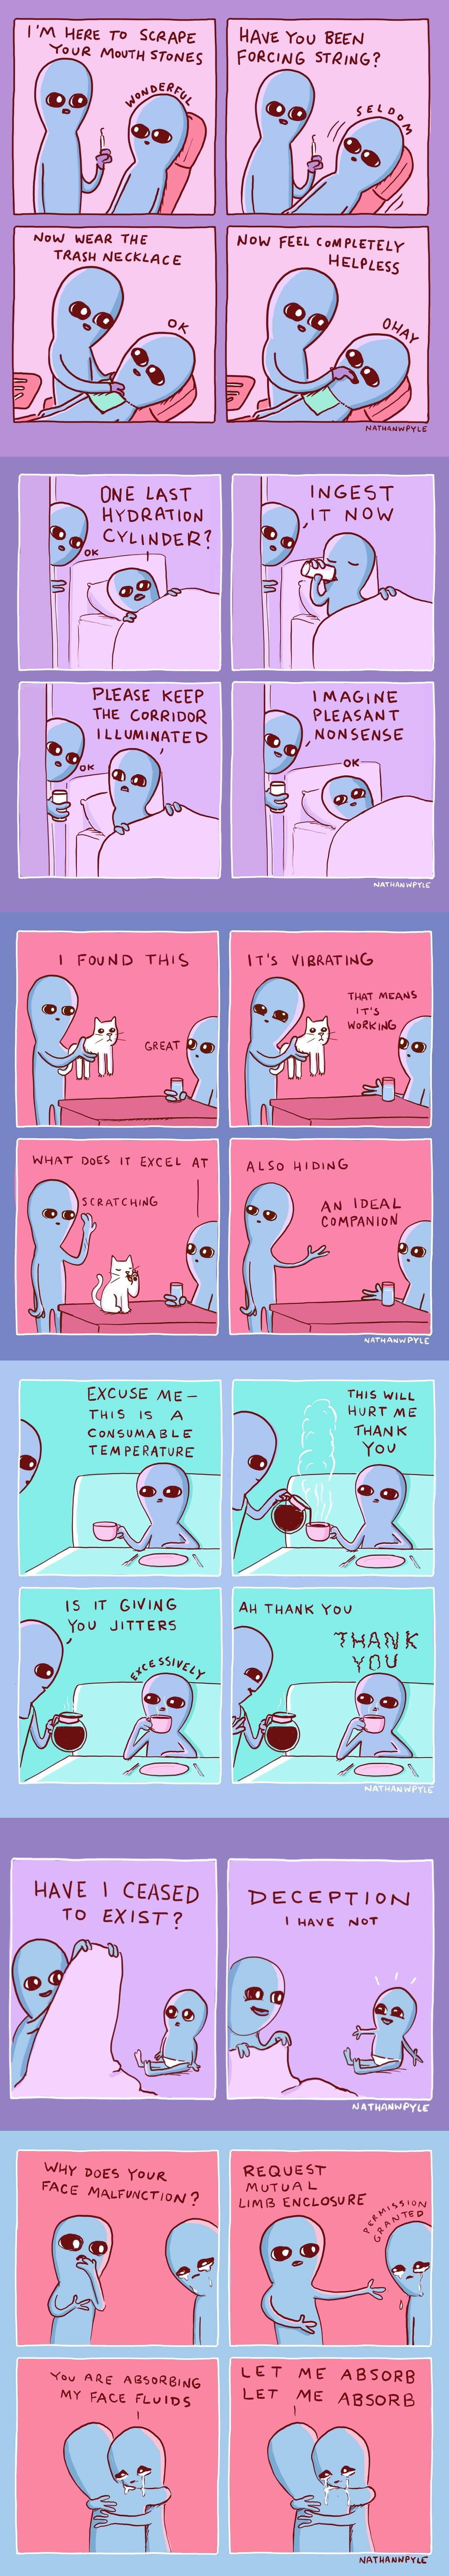 I'M HERE TO SCRAPE
YOUR MOUTH STONES
WONDERFUL
HAVE YOU BEEN
FORCING STRING?
SELDOM
NOW WEAR THE
TRASH NECKLACE
OK
NOW FEEL COMPLETELY
HELPLESS
OHAY
NATHANWPYLE
ONE LAST
HYDRATION
CYLINDER?
OK
INGEST
IT NOW
PLEASE KEEP
THE CORRIDOR
ILLUMINATED
OK
IMAGINE
PLEASANT
NONSENSE
OK
NATHANWPYLE
I FOUND THIS
GREAT
IT'S VIBRATING
THAT MEANS
IT'S
WORKING
WHAT DOES IT EXCEL AT
SCRATCHING
ALSO HIDING
AN IDEAL
COMPANION
NATHANWPYLE
EXCUSE ME—
THIS IS A
CONSUMABLE
TEMPERATURE
THIS WILL
HURT ME
THANK
YOU
IS IT GIVING
YOU JITTERS
EXCESSIVELY
AH THANK YOU
THANK
YOU
NATHANWPYLE
HAVE I CEASED
TO EXIST?
DECEPTION
I HAVE NOT
NATHANWPYLE
WHY DOES YOUR
FACE MALFUNCTION?
REQUEST
MUTUAL
LIMB ENCLOSURE
PERMISSION
GRANTED
YOU ARE ABSORBING
MY FACE FLUIDS
LET ME ABSORB
LET ME ABSORB
NATHANWPYLE